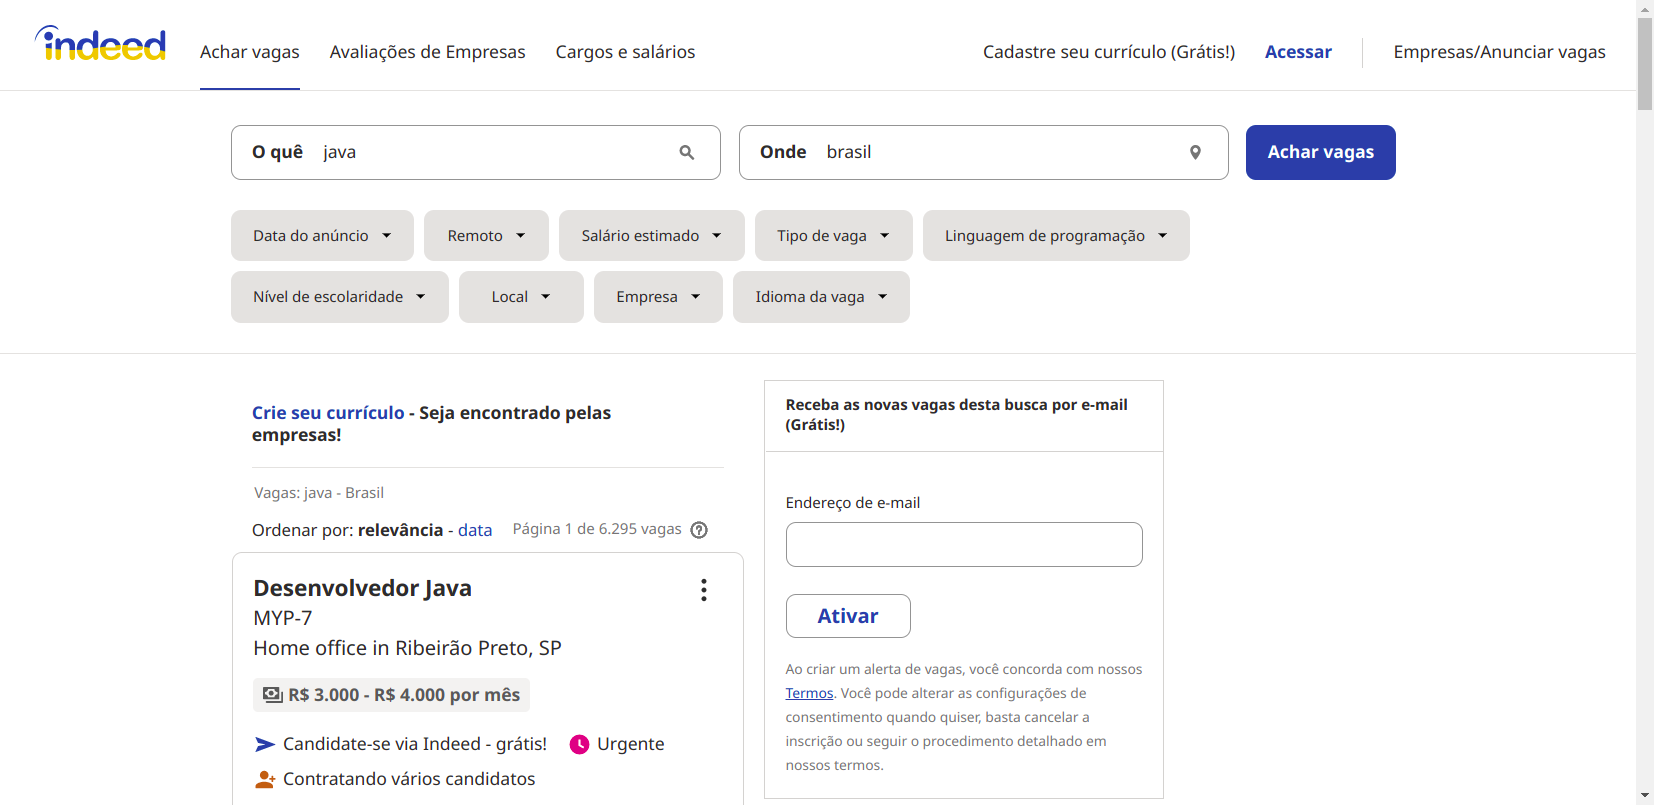 indeed
Achar vagas
Avaliações de Empresas
Cargos e salários
Cadastre seu currículo (Grátis!)
Acessar
Empresas/Anunciar vagas
O quê java
Onde brasil
Achar vagas
Data do anúncio
Remoto
Salário estimado
Tipo de vaga
Linguagem de programação
Nível de escolaridade
Local
Empresa
Idioma da vaga
Crie seu currículo - Seja encontrado pelas
empresas!
Vagas: java - Brasil
Ordenar por: relevância - data
Página 1 de 6.295 vagas
Desenvolvedor Java
MYP-7
Home office in Ribeirão Preto, SP
R$ 3.000 - R$ 4.000 por mês
Candidate-se via Indeed - grátis!
Urgente
Contratando vários candidatos
Receba as novas vagas desta busca por e-mail
(Grátis!)
Endereço de e-mail
Ativar
Ao criar um alerta de vagas, você concorda com nossos
Termos. Você pode alterar as configurações de
consentimento quando quiser, basta cancelar a
inscrição ou seguir o procedimento detalhado em
nossos termos.